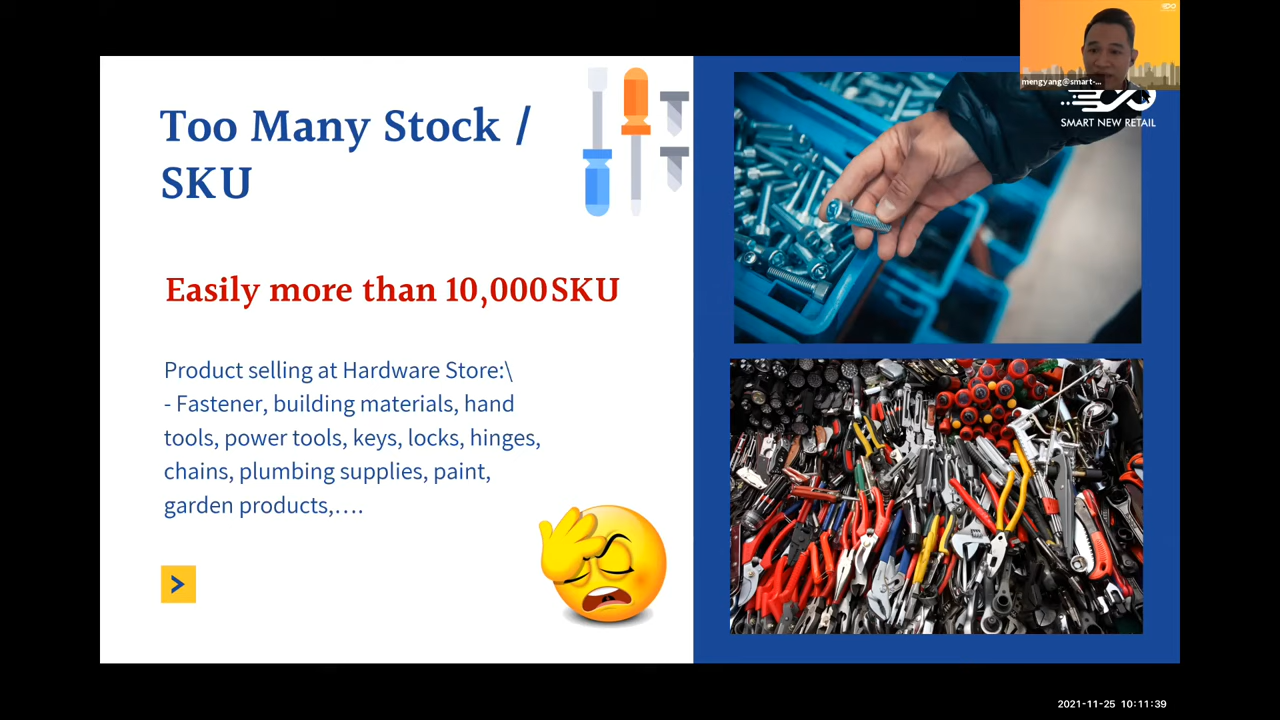 mengyang@smart-...
Too Many Stock /
SKU
SMART NEW RETAIL
Easily more than 10,000 SKU
Product selling at Hardware Store:\
- Fastener, building materials, hand
tools, power tools, keys, locks, hinges,
chains, plumbing supplies, paint,
garden products,….
2021-11-25 10:11:39